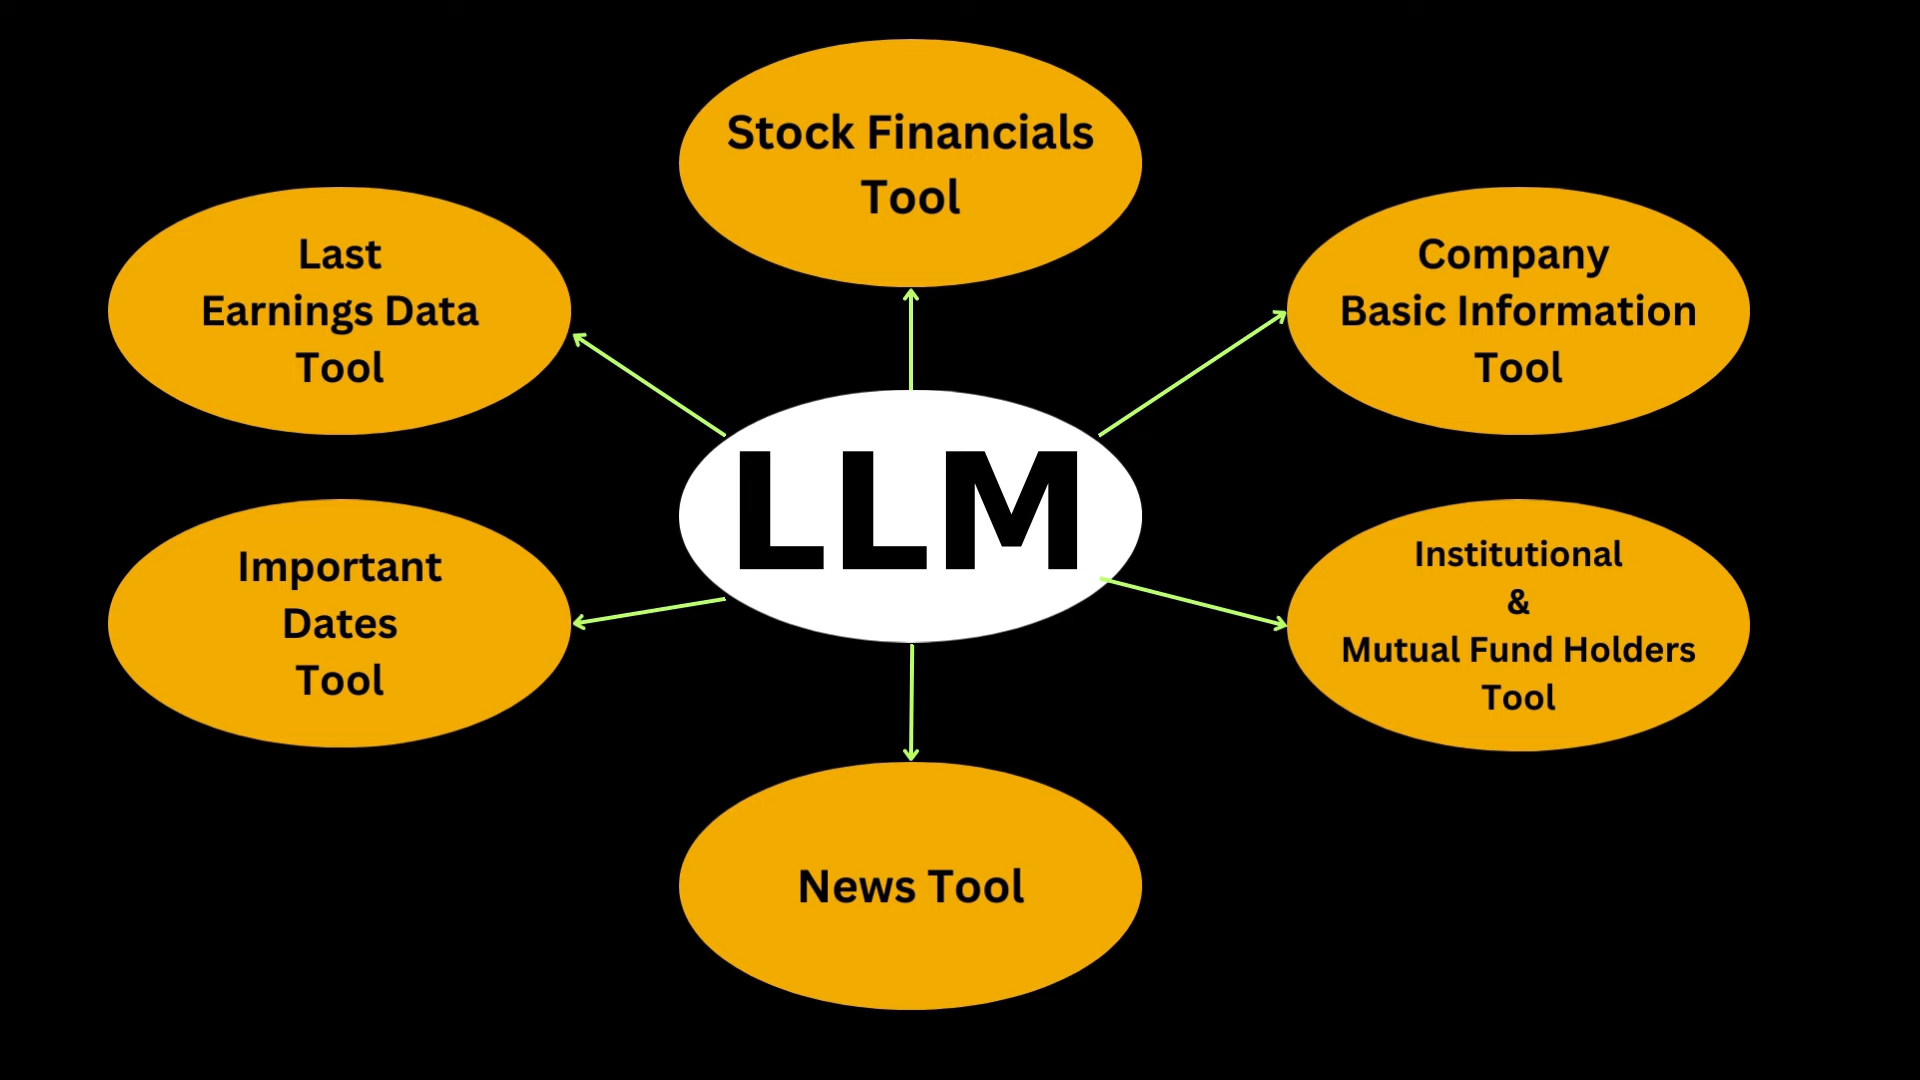 Stock Financials
Tool
Last
Earnings Data
Tool
Company
Basic Information
Tool
LLM
Important
Dates
Tool
Institutional
&
Mutual Fund Holders
Tool
News Tool